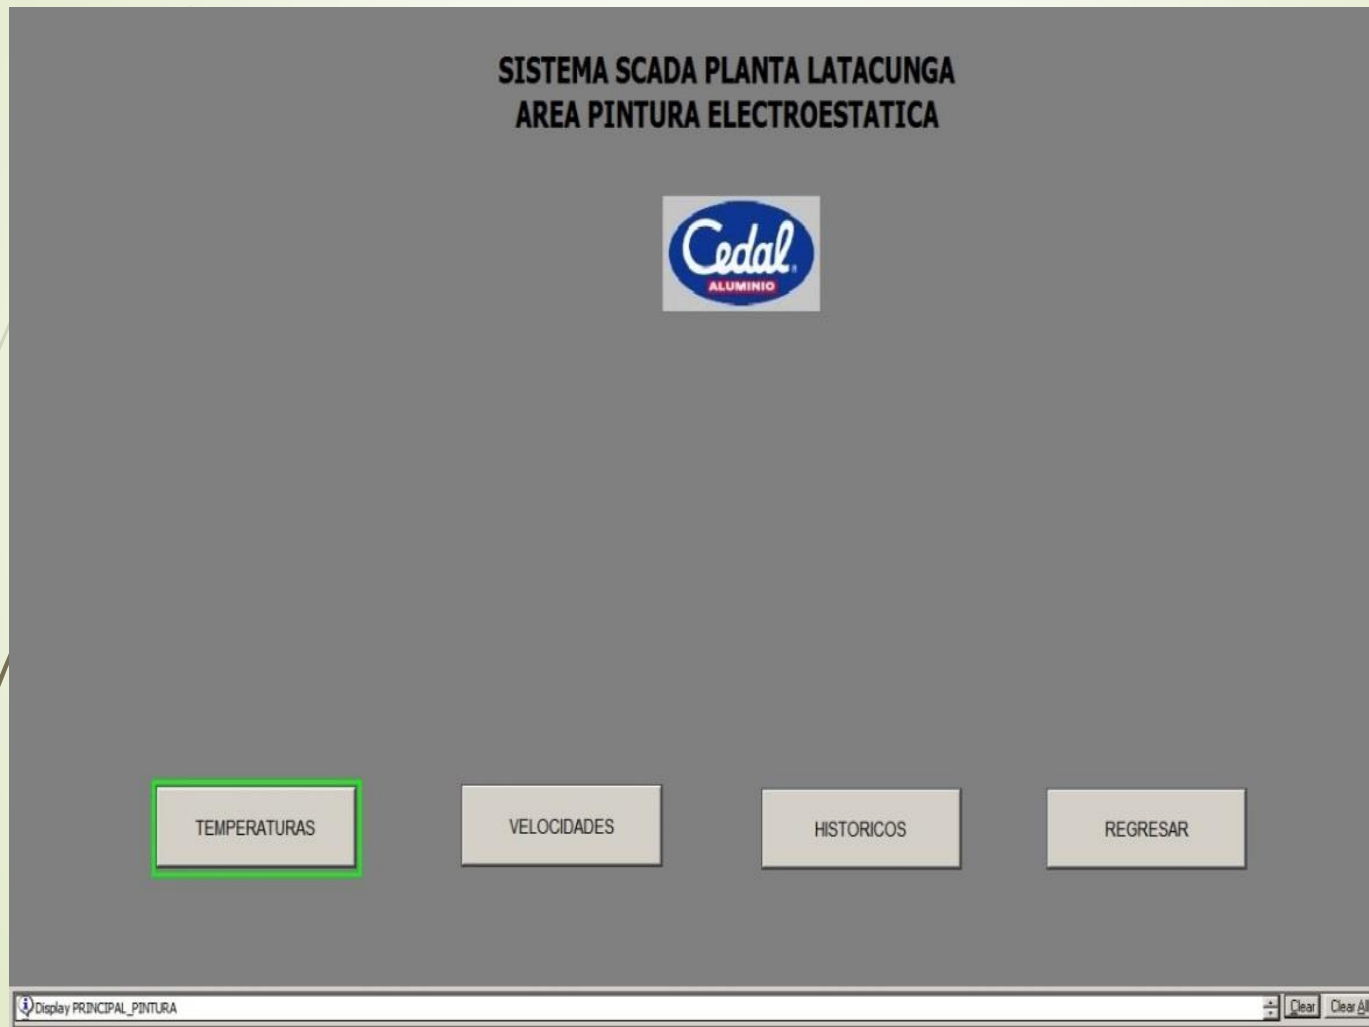 SISTEMA SCADA PLANTA LATACUNGA
AREA PINTURA ELECTROESTATICA
Cedal
ALUMINIO
TEMPERATURAS
VELOCIDADES
HISTORICOS
REGRESAR
Display PRINCIPAL_PINTURA
Clear
Clear All